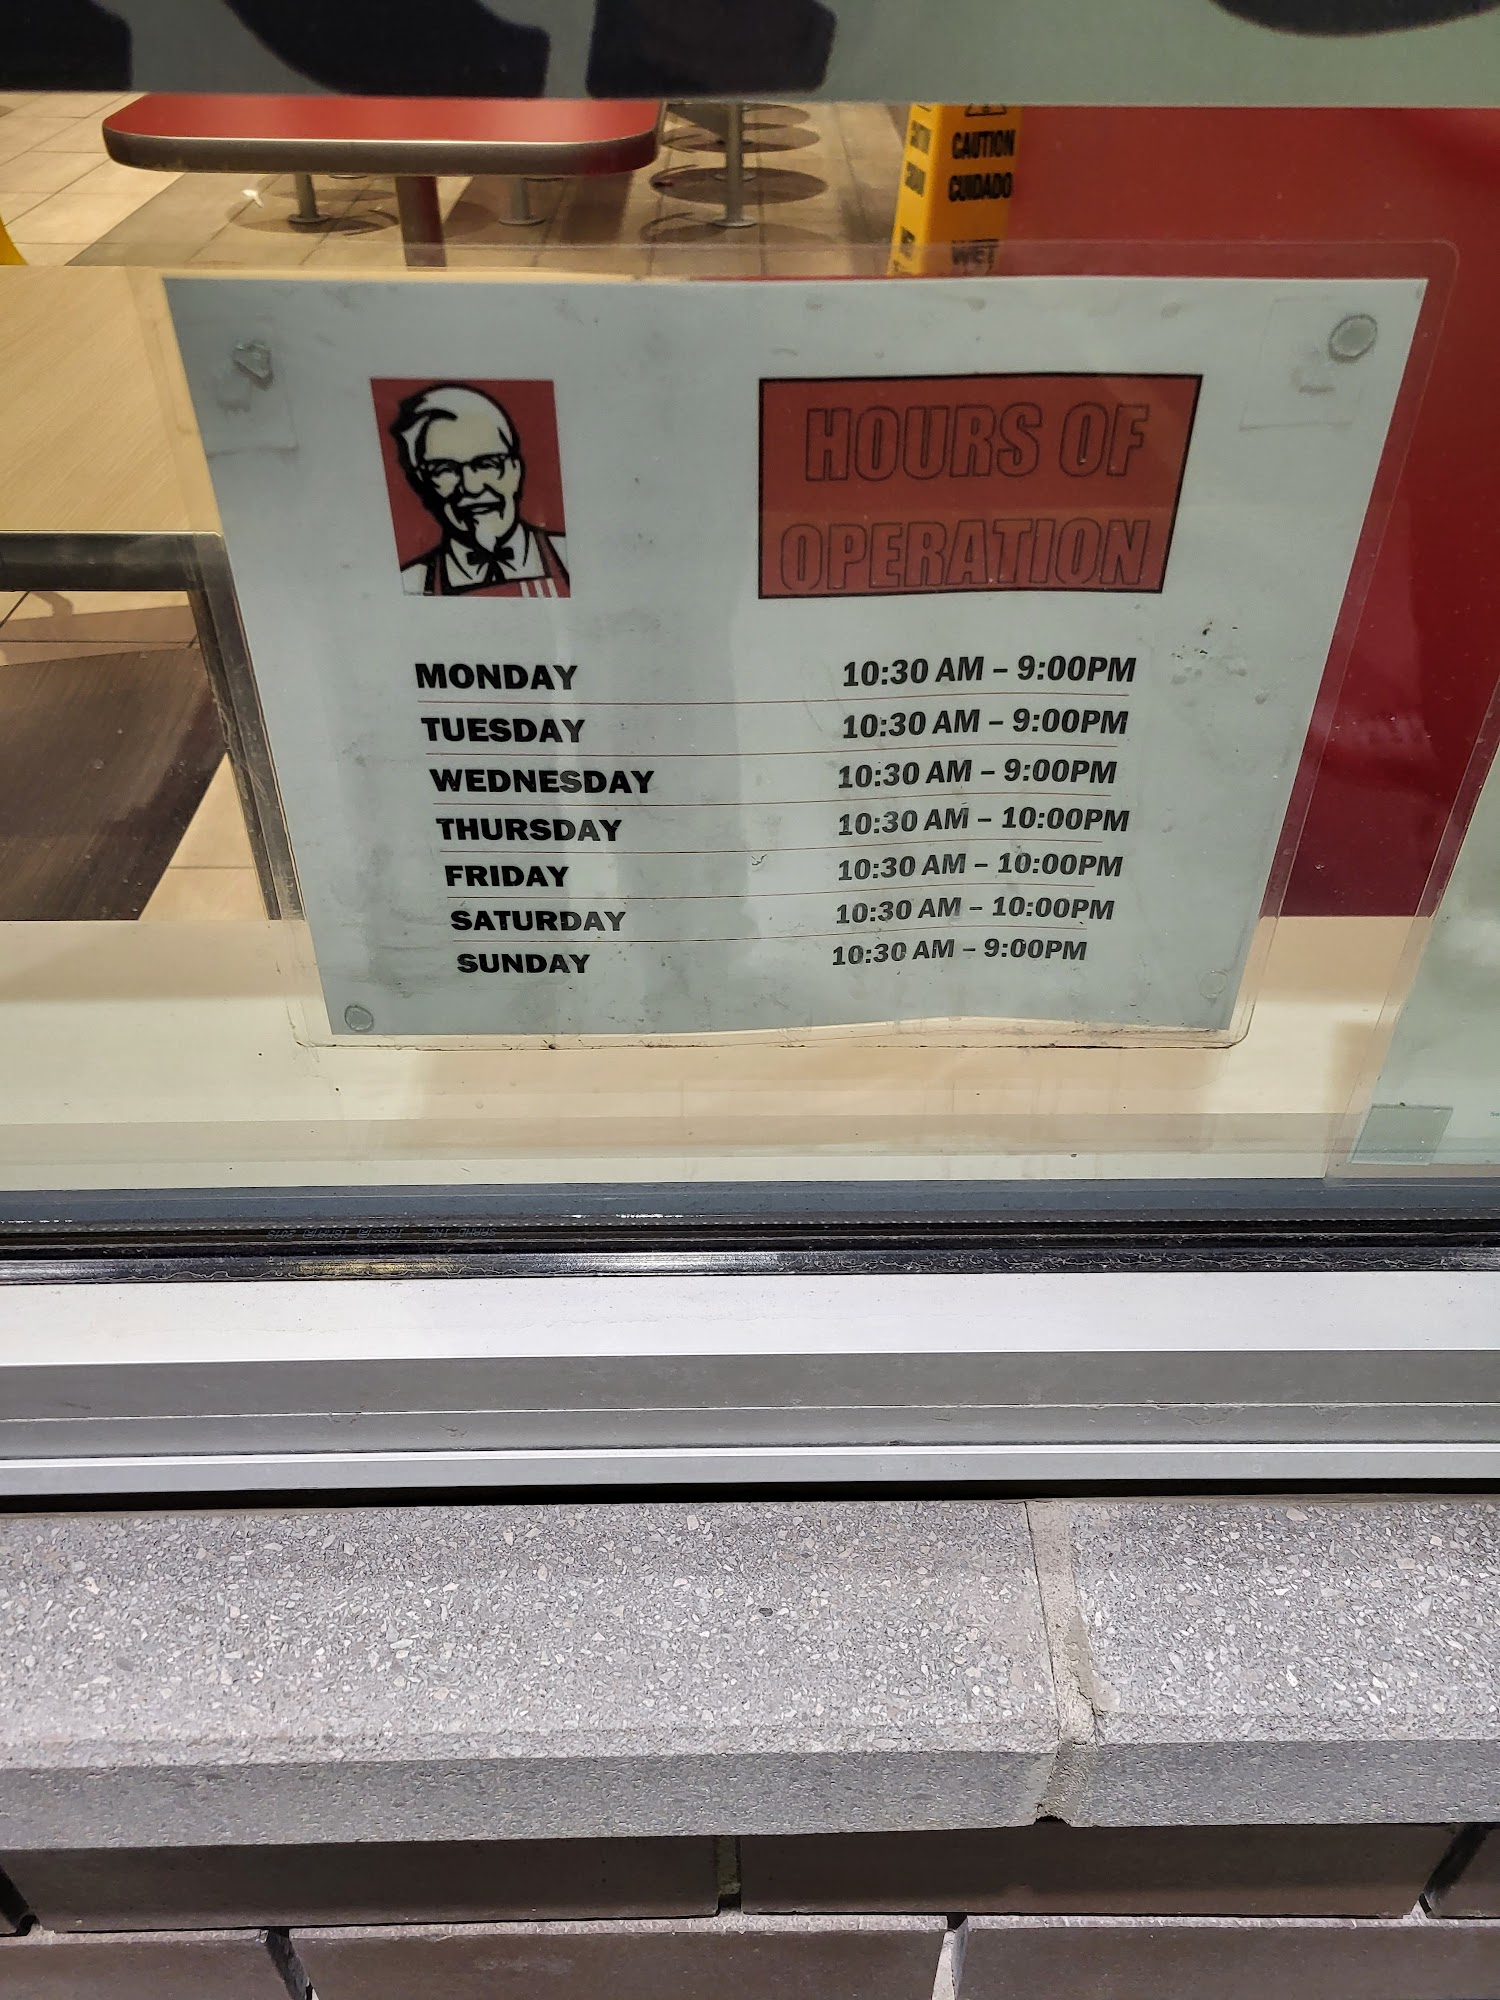 CAUTION
CUIDADO
WET
HOURS OF
OPERATION
MONDAY 10:30 AM – 9:00PM
TUESDAY 10:30 AM – 9:00PM
WEDNESDAY 10:30 AM – 9:00PM
THURSDAY 10:30 AM – 10:00PM
FRIDAY 10:30 AM – 10:00PM
SATURDAY 10:30 AM – 10:00PM
SUNDAY 10:30 AM – 9:00PM